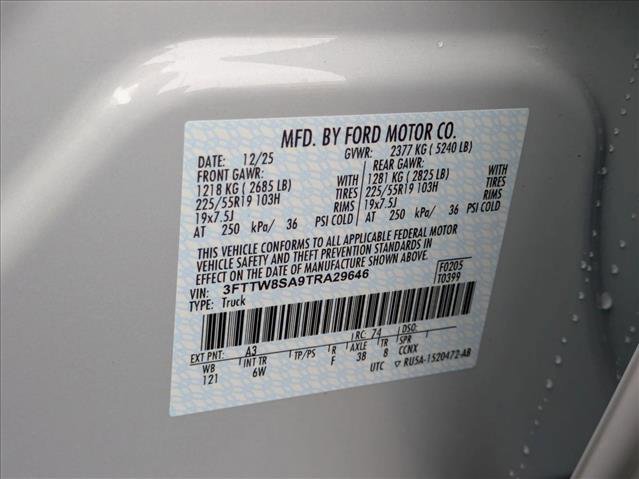 MFD. BY FORD MOTOR CO.
DATE: 12/25 GVWR: 2377 KG ( 5240 LB)
FRONT GAWR: REAR GAWR:
1218 KG ( 2685 LB) WITH 1281 KG ( 2825 LB) WITH
225/55R19 103H TIRES 225/55R19 103H TIRES
19x7.5J RIMS 19x7.5J RIMS
AT 250 kPa/ 36 PSI COLD AT 250 kPa/ 36 PSI COLD
THIS VEHICLE CONFORMS TO ALL APPLICABLE FEDERAL MOTOR
VEHICLE SAFETY AND THEFT PREVENTION STANDARDS IN
EFFECT ON THE DATE OF MANUFACTURE SHOWN ABOVE.
VIN: 3FTTW8SA9TRA29646 F0205
TYPE: Truck T0399
EXT PNT: A3 RC: 74 DSO:
WB INT TR TP/PS R AXLE TR SPR
121 6W F 38 8 CCNX
UTC ▽ RU5A-1520472-AB